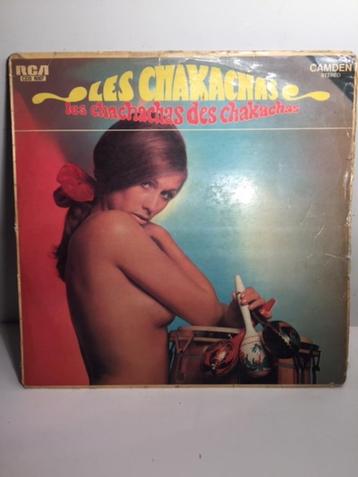 RCA
LES CHAKACHAS
CAMDEN
STEREO
les chachachas des chakachas